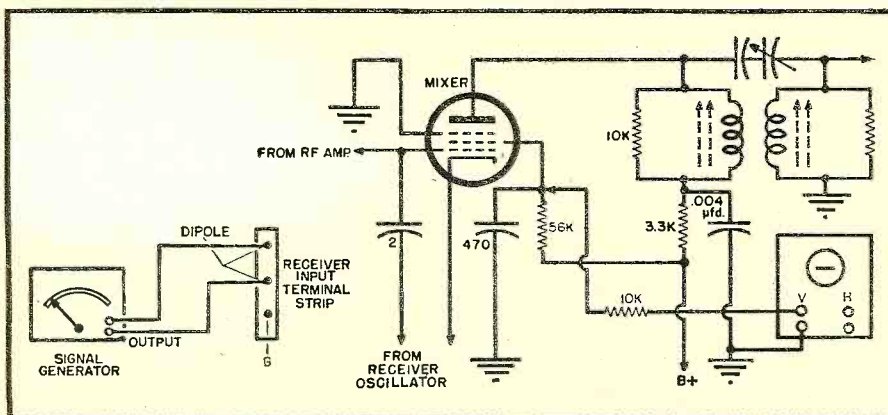 MIXER
10K
FROM RF AMP.
DIPOLE
2
470
56K
3.3K
.004
µfd.
RECEIVER
INPUT
TERMINAL
STRIP
V
H
10K
OUTPUT
SIGNAL
GENERATOR
G
FROM
RECEIVER
OSCILLATOR
B+